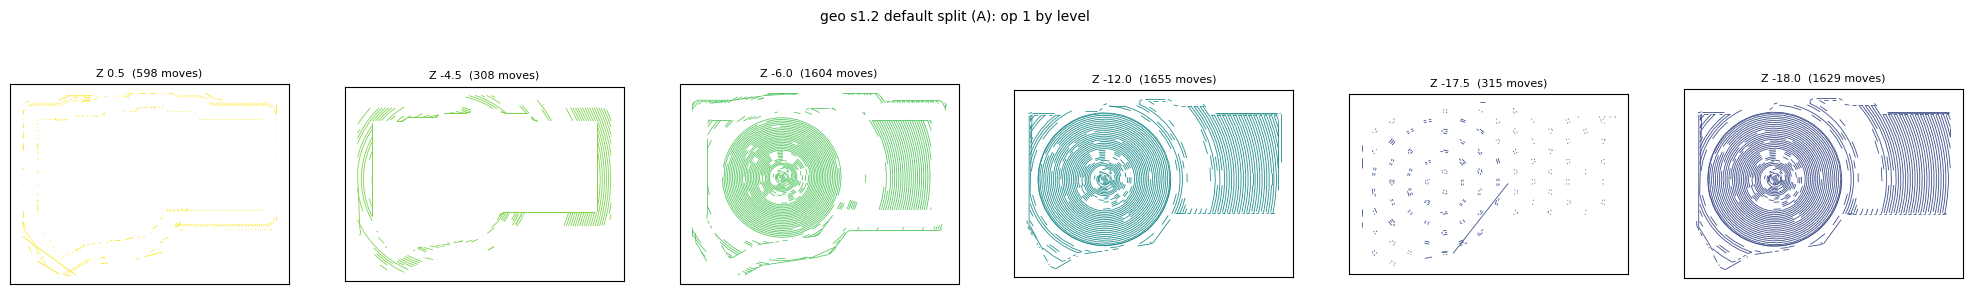 geo s1.2 default split (A): op 1 by level
Z 0.5  (598 moves)
Z -4.5  (308 moves)
Z -6.0  (1604 moves)
Z -12.0  (1655 moves)
Z -17.5  (315 moves)
Z -18.0  (1629 moves)